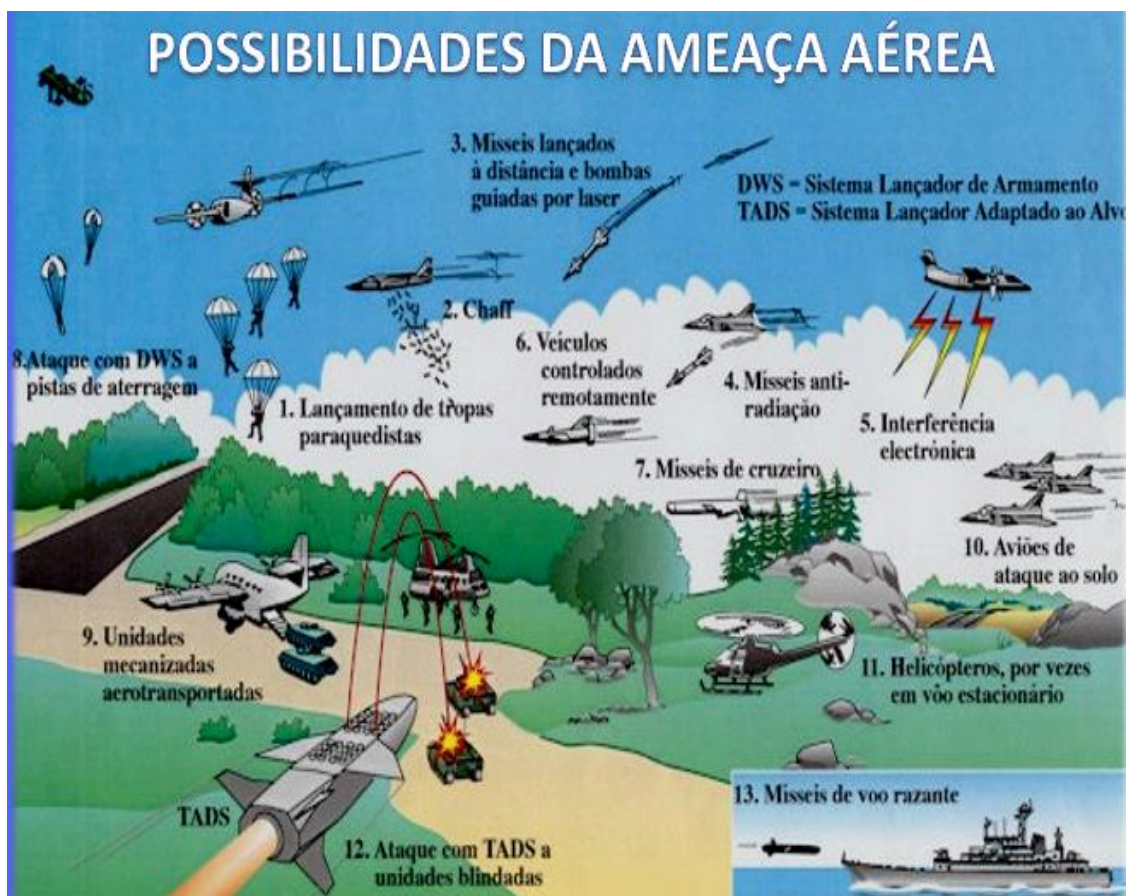 POSSIBILIDADES DA AMEAÇA AÉREA
3. Misseis lançados
à distância e bombas
guiadas por laser
DWS = Sistema Lançador de Armamento
TADS = Sistema Lançador Adaptado ao Alvo
2. Chaff
8.Ataque com DWS a
pistas de aterragem
1. Lançamento de tropas
paraquedistas
6. Veiculos
controlados
remotamente
4. Misseis anti-
radiação
5. Interferência
electrónica
7. Misseis de cruzeiro
10. Aviões de
ataque ao solo
9. Unidades
mecanizadas
aerotransportadas
11. Helicópteros, por vezes
em vôo estacionário
TADS
12. Ataque com TADS a
unidades blindadas
13. Misseis de voo razante